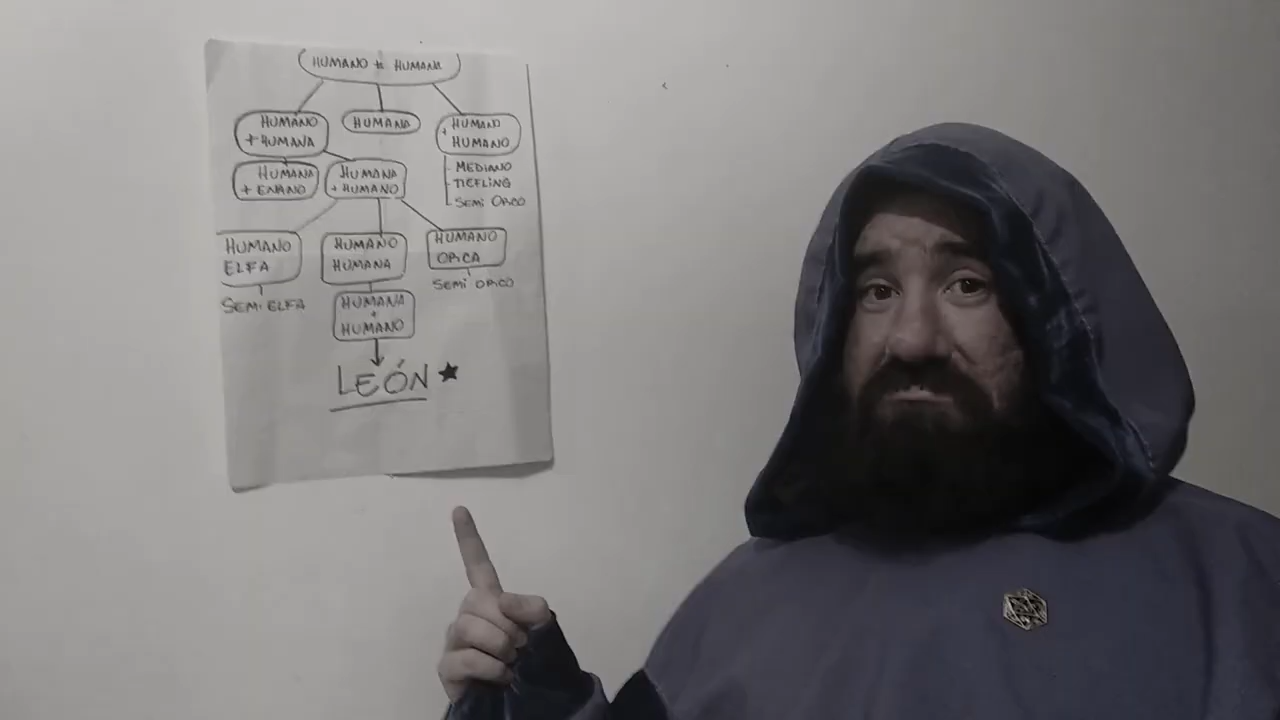 HUMANO + HUMANA
HUMANO
+ HUMANA
HUMANA
HUMANO
+ HUMANO
HUMANA
+ ENANO
HUMANA
+ HUMANO
- MEDIANO
- TIEFLING
SEMI ORCO
HUMANO
ELFA
HUMANO
HUMANA
HUMANO
ORCA
SEMI ELFA
SEMI ORCO
HUMANA
+
HUMANO
LEÓN